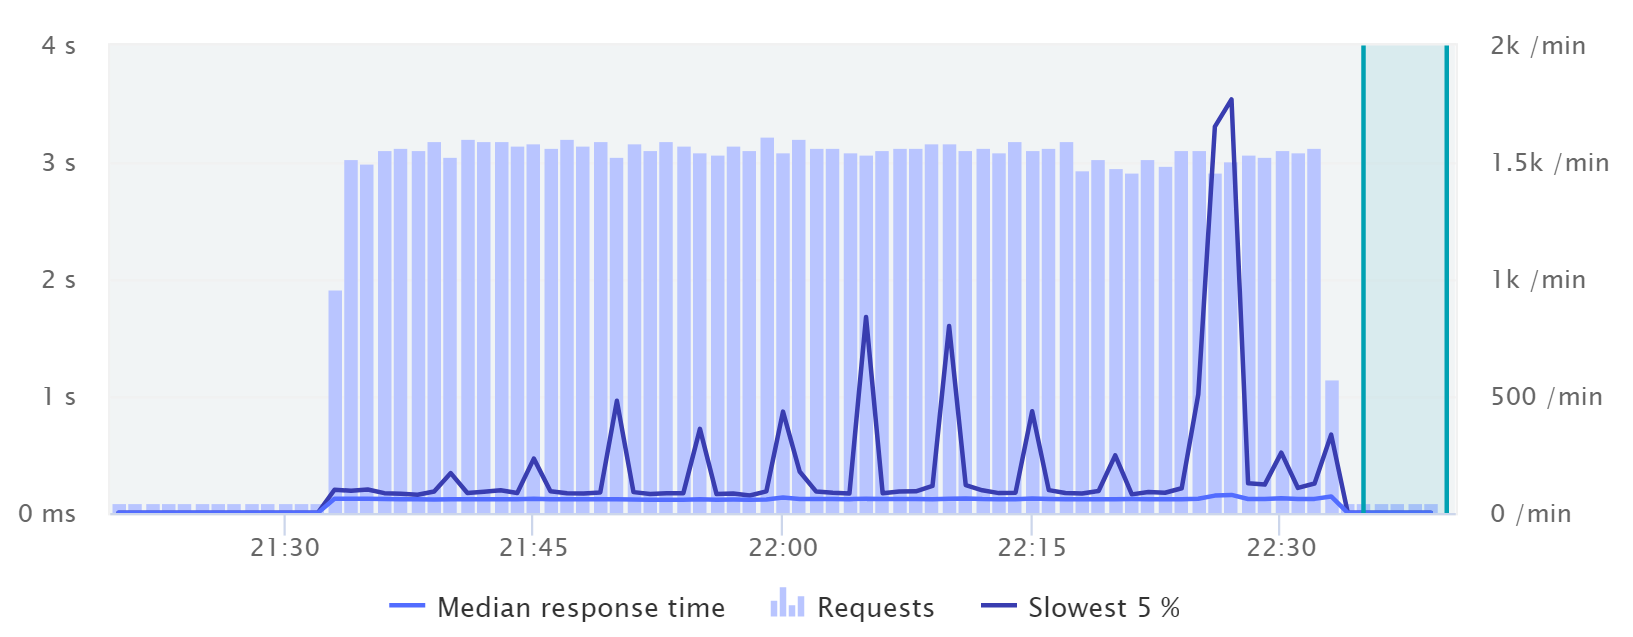 4 s
2k /min
3 s
1.5k /min
2 s
1k /min
1 s
500 /min
0 ms
0 /min
21:30
21:45
22:00
22:15
22:30
Median response time
Requests
Slowest 5 %